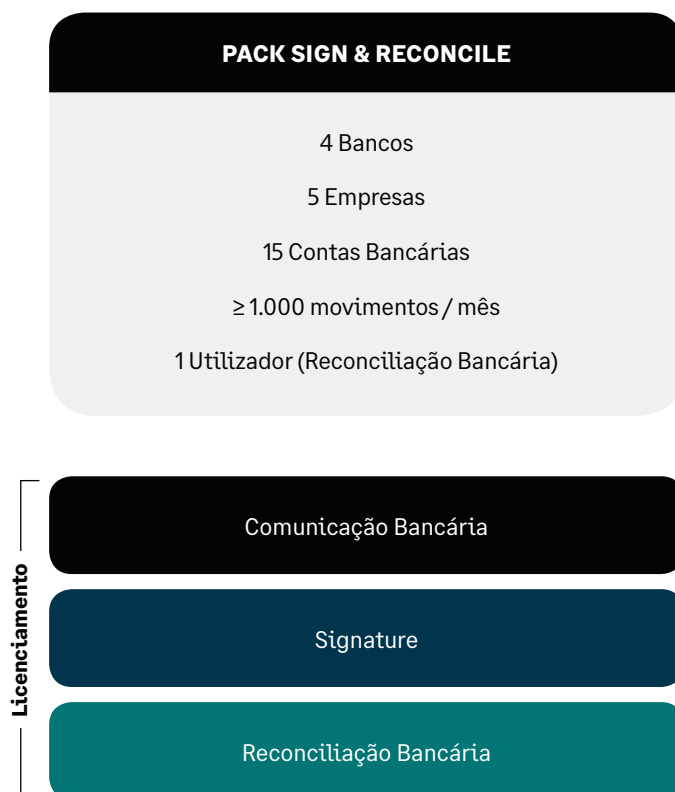 PACK SIGN & RECONCILE
4 Bancos
5 Empresas
15 Contas Bancárias
≥ 1.000 movimentos / mês
1 Utilizador (Reconciliação Bancária)
Licenciamento
Comunicação Bancária
Signature
Reconciliação Bancária